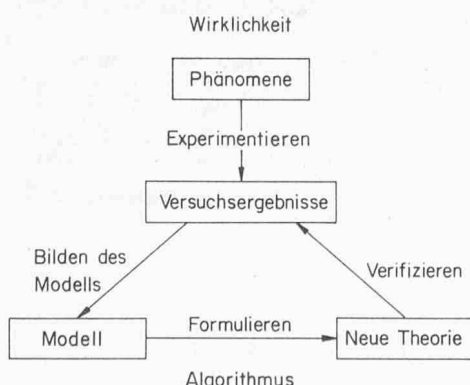 Wirklichkeit
Phänomene
Experimentieren
Versuchsergebnisse
Bilden des
Modells
Verifizieren
Modell
Formulieren
Neue Theorie
Algorithmus